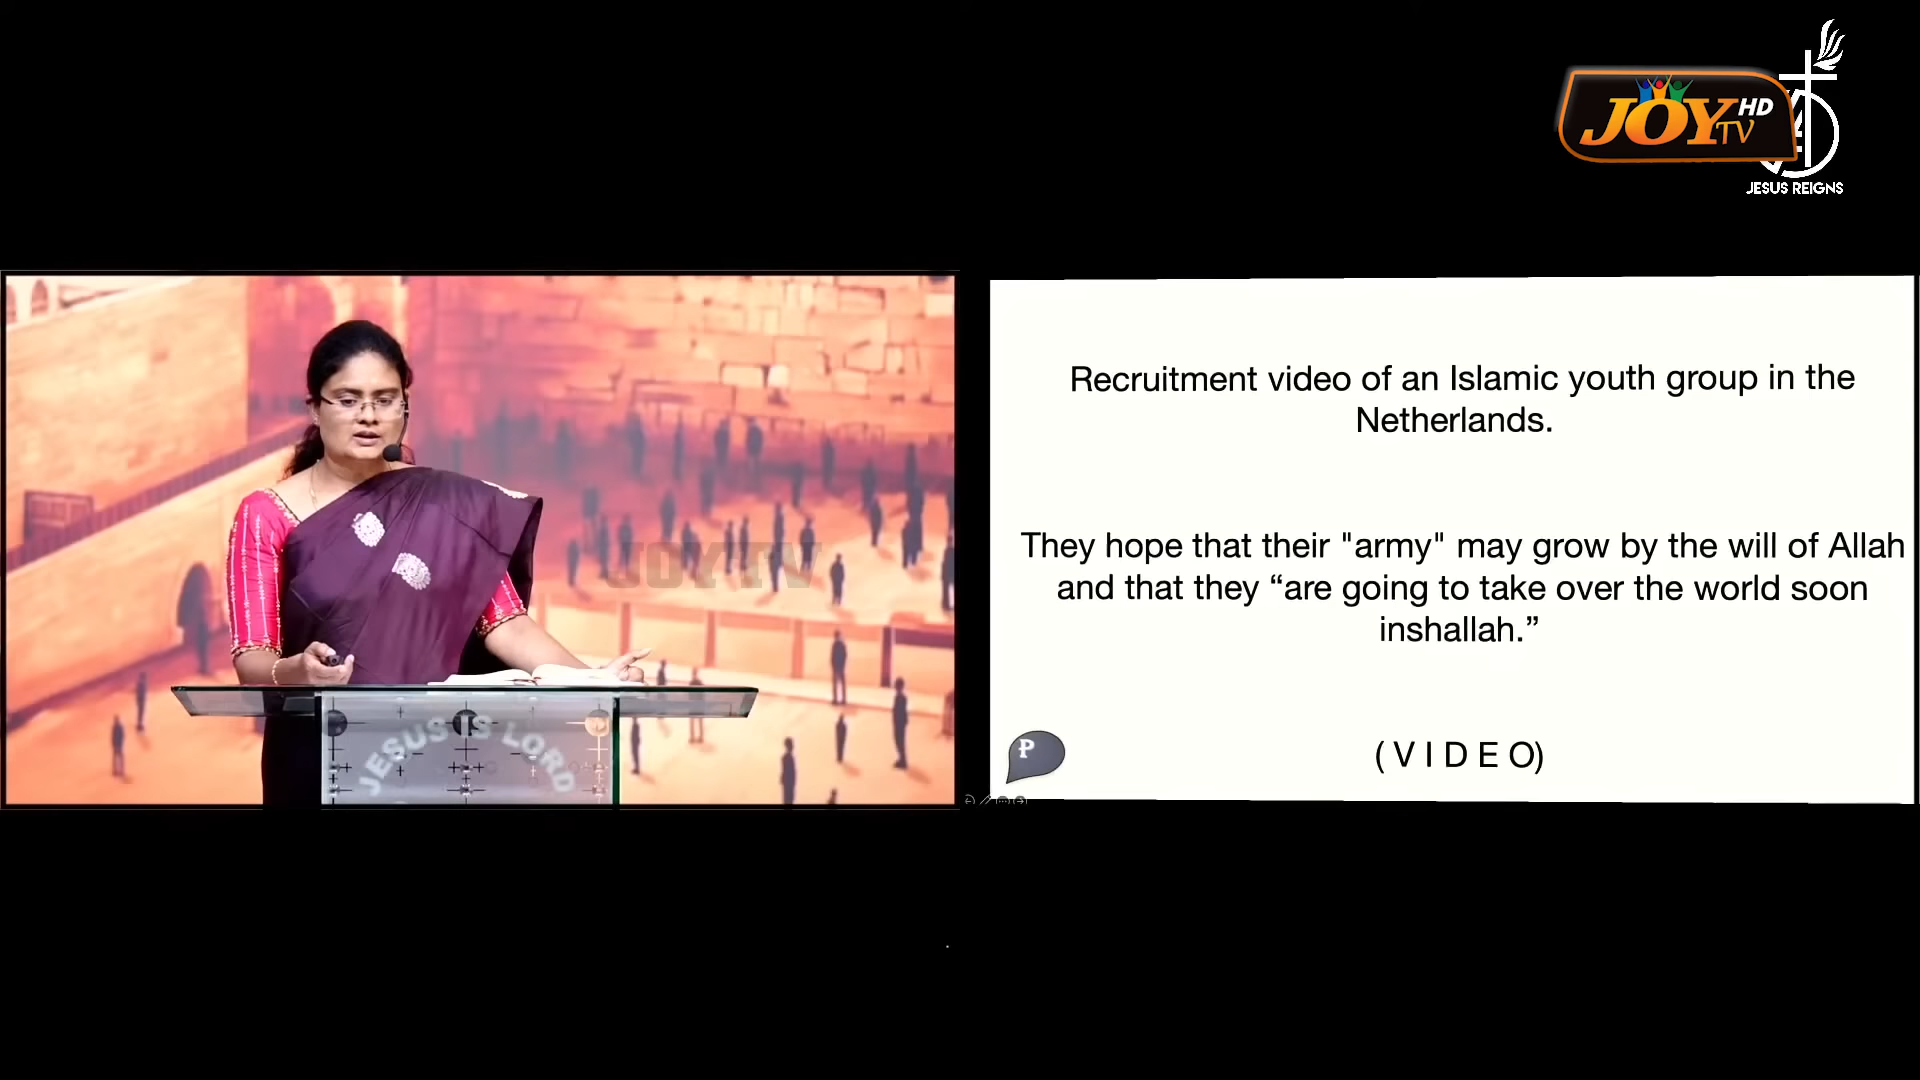 JOY HD
TV
JESUS REIGNS
Recruitment video of an Islamic youth group in the
Netherlands.
They hope that their "army" may grow by the will of Allah
and that they “are going to take over the world soon
inshallah.”
(VIDEO)
P
JOY TV
JESUS IS LORD